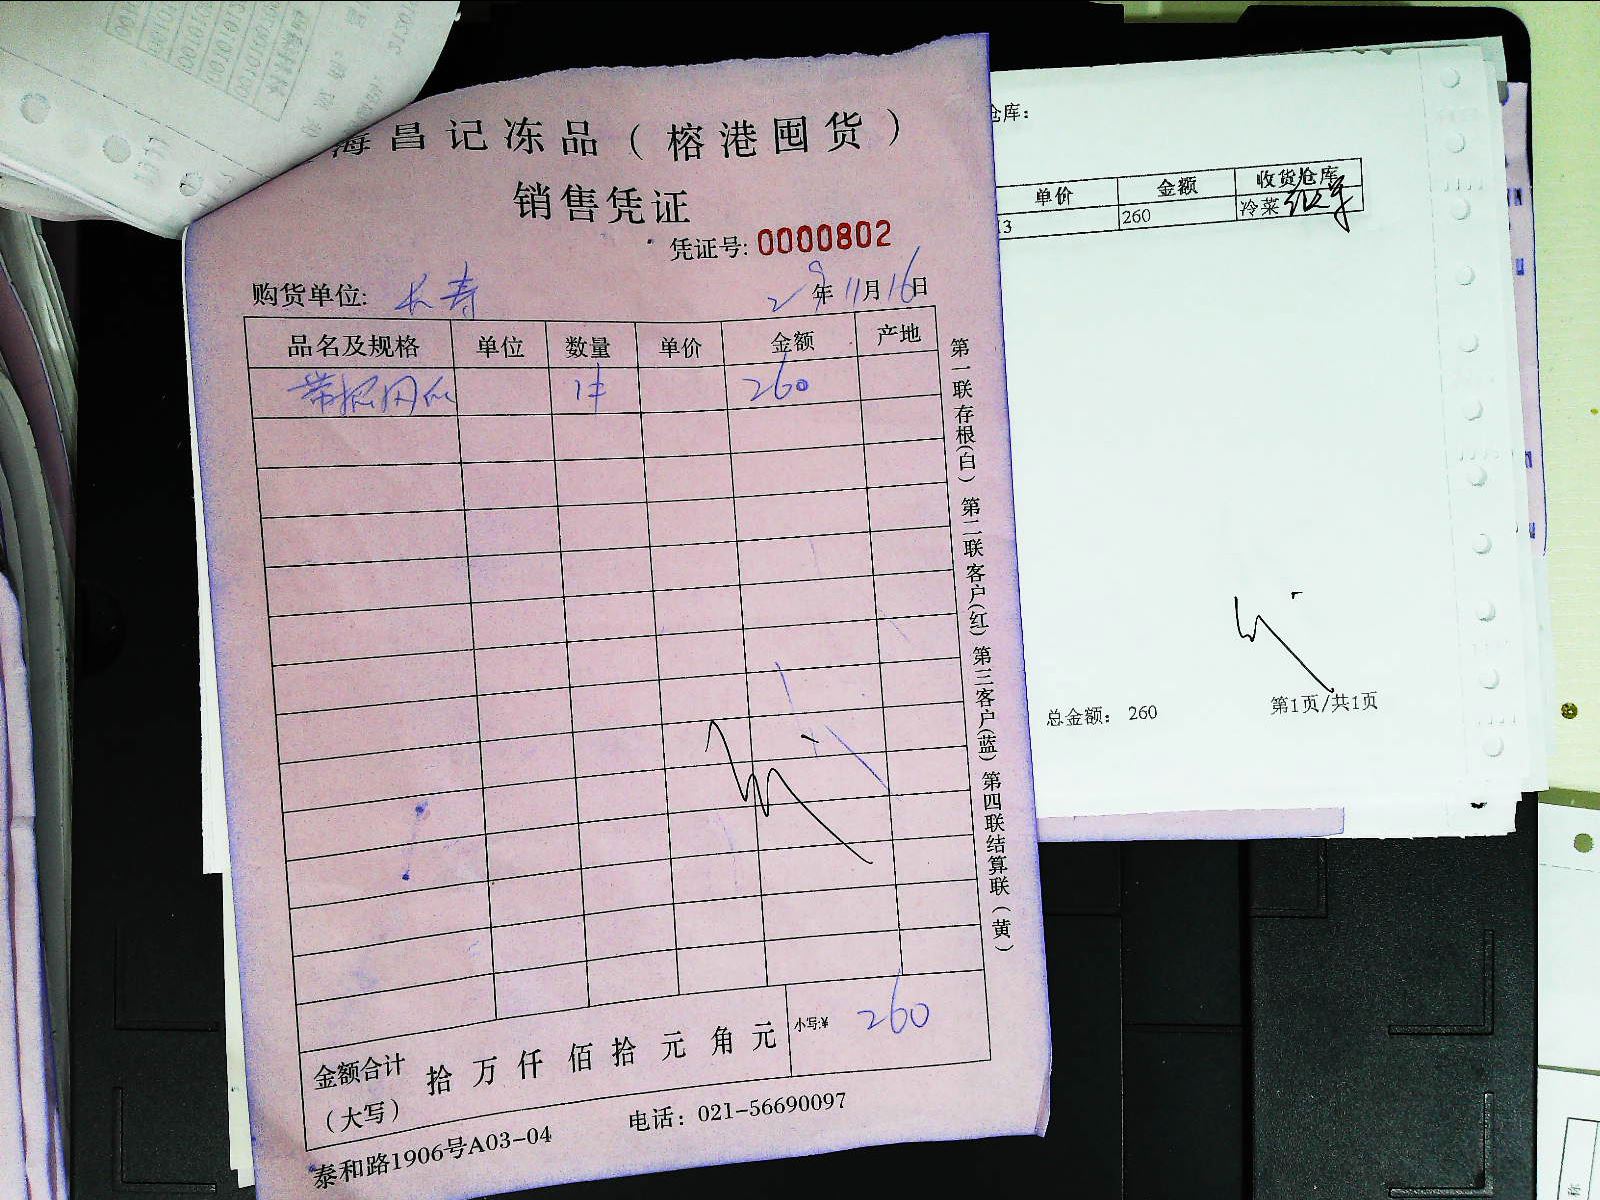 海昌记冻品（榕港囤货）
销售凭证
凭证号: 0000802
购货单位: 长寿
年11月16日
品名及规格 单位 数量 单价 金额 产地
1件 260
第一联存根(白) 第二联客户(红) 第三客户(蓝) 第四联结算联(黄)
金额合计 拾万仟佰拾元角元 小写:¥ 260
（大写）
泰和路1906号A03-04 电话: 021-56690097
仓库:
单价 金额 收货仓库
260 冷菜
总金额: 260 第1页/共1页